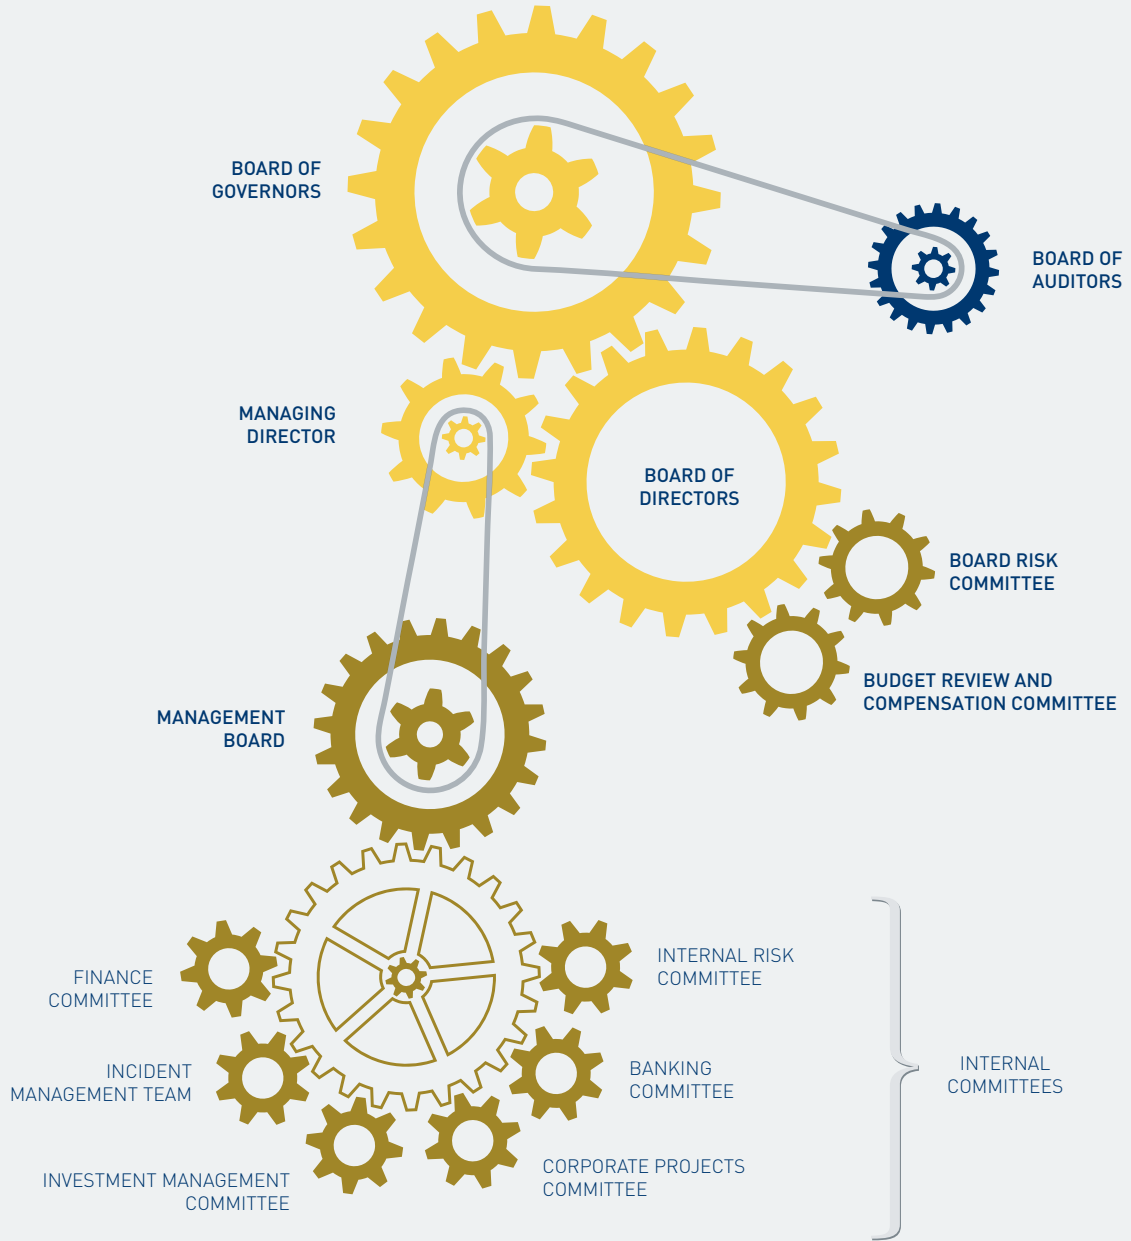 BOARD OF
GOVERNORS
BOARD OF
AUDITORS
MANAGING
DIRECTOR
BOARD OF
DIRECTORS
BOARD RISK
COMMITTEE
BUDGET REVIEW AND
COMPENSATION COMMITTEE
MANAGEMENT
BOARD
FINANCE
COMMITTEE
INTERNAL RISK
COMMITTEE
INCIDENT
MANAGEMENT TEAM
BANKING
COMMITTEE
INTERNAL
COMMITTEES
INVESTMENT MANAGEMENT
COMMITTEE
CORPORATE PROJECTS
COMMITTEE